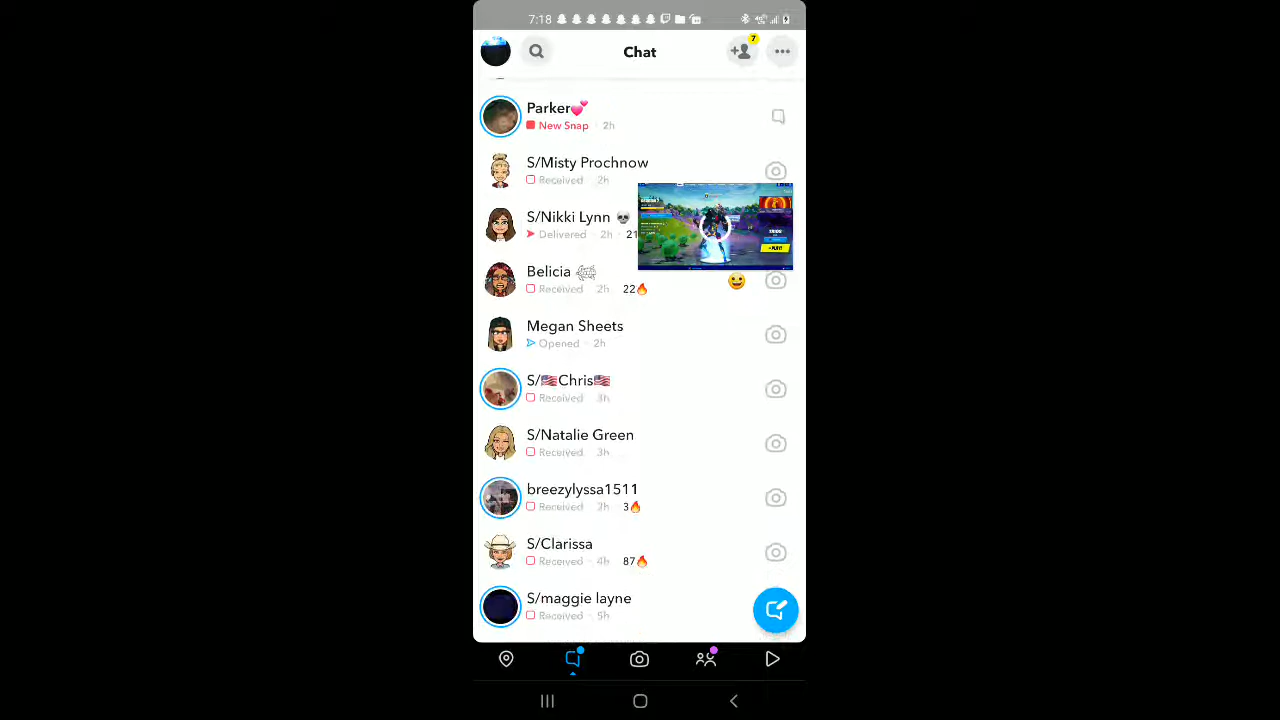 7:18
Chat
7
Parker💕
New Snap · 2h
S/Misty Prochnow
Received · 2h
S/Nikki Lynn 💀
Delivered · 2h · 21
Belicia
Received · 2h 22🔥
Megan Sheets
Opened · 2h
S/🇺🇸Chris🇺🇸
Received · 3h
S/Natalie Green
Received · 3h
breezylyssa1511
Received · 3🔥
S/Clarissa
Received · 4h 87🔥
S/maggie layne
Received · 5h